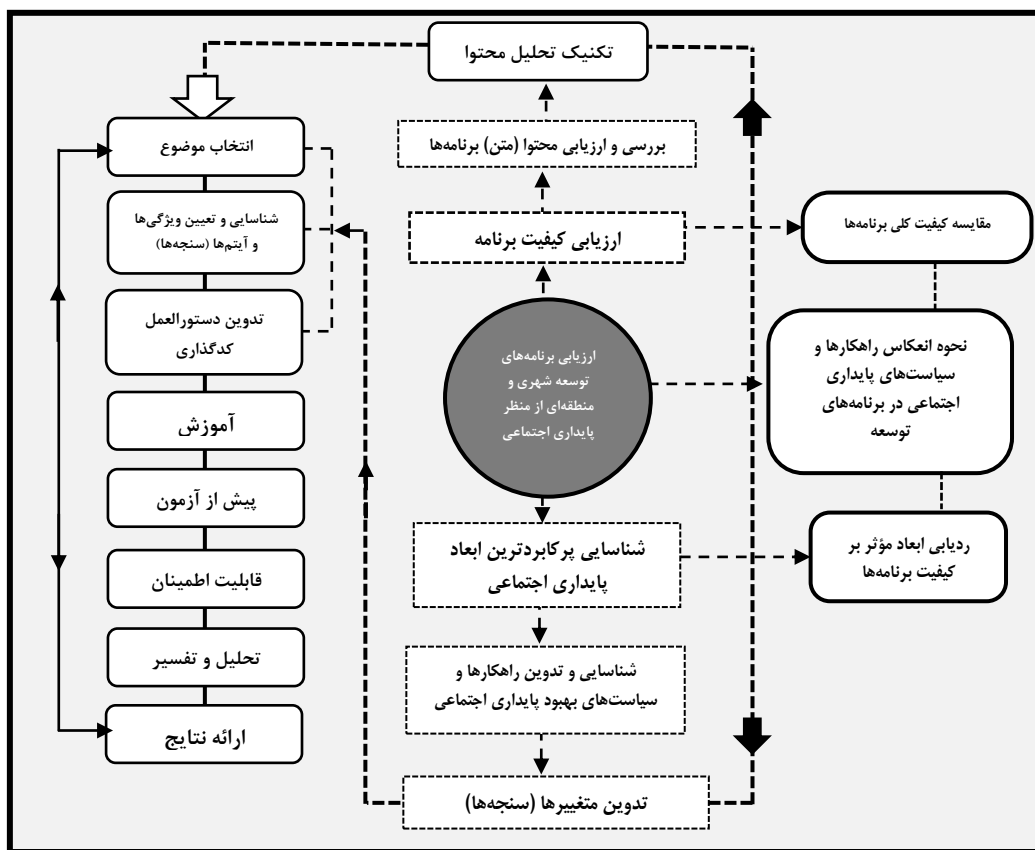 تکنیک تحلیل محتوا
بررسی و ارزیابی محتوا (متن) برنامه‌ها
ارزیابی کیفیت برنامه
ارزیابی برنامه‌های
توسعه شهری و
منطقه‌ای از منظر
پایداری اجتماعی
شناسایی پرکابردترین ابعاد
پایداری اجتماعی
شناسایی و تدوین راهکارها و
سیاست‌های بهبود پایداری اجتماعی
تدوین متغییرها (سنجه‌ها)
مقایسه کیفیت کلی برنامه‌ها
نحوه انعکاس راهکارها و
سیاست‌های پایداری
اجتماعی در برنامه‌های
توسعه
ردیابی ابعاد مؤثر بر
کیفیت برنامه‌ها
انتخاب موضوع
شناسایی و تعیین ویژگی‌ها
و آیتم‌ها (سنجه‌ها)
تدوین دستورالعمل
کدگذاری
آموزش
پیش از آزمون
قابلیت اطمینان
تحلیل و تفسیر
ارائه نتایج